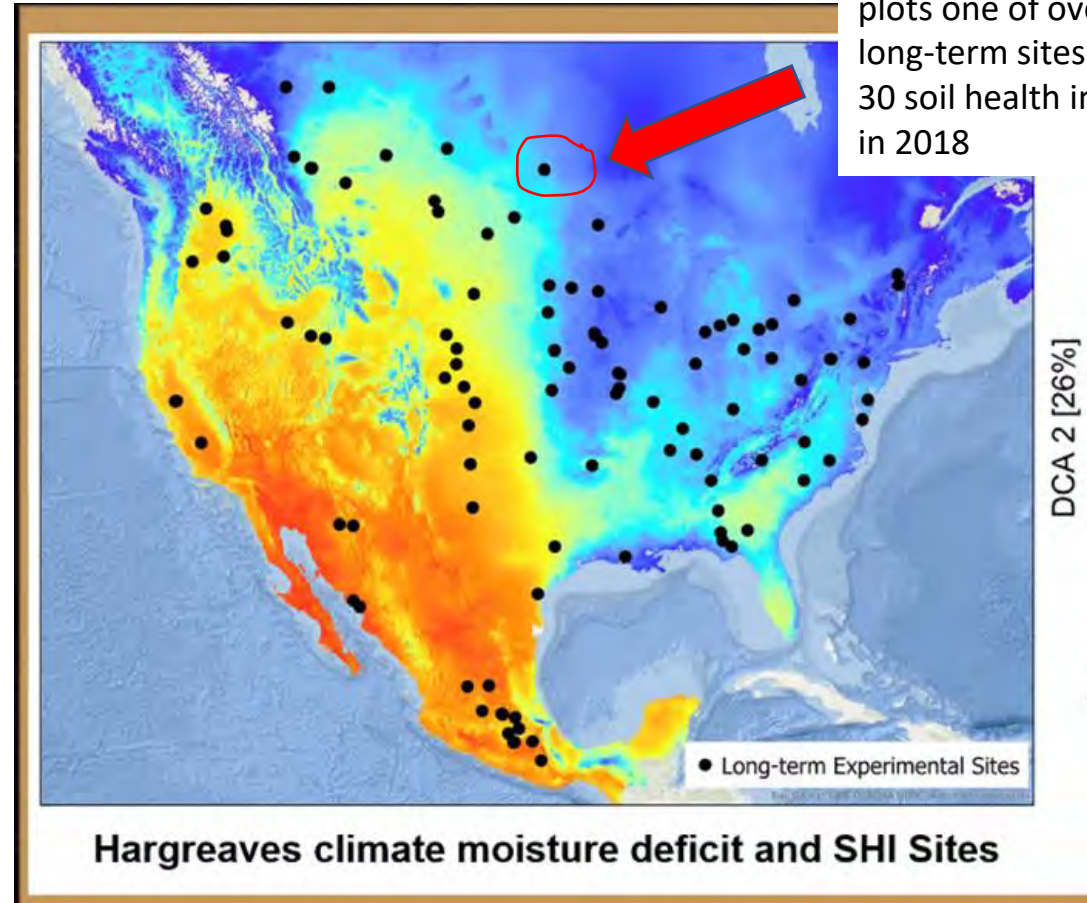 plots one of ov
long-term sites
30 soil health in
in 2018
DCA 2 [26%]
Long-term Experimental Sites
Hargreaves climate moisture deficit and SHI Sites